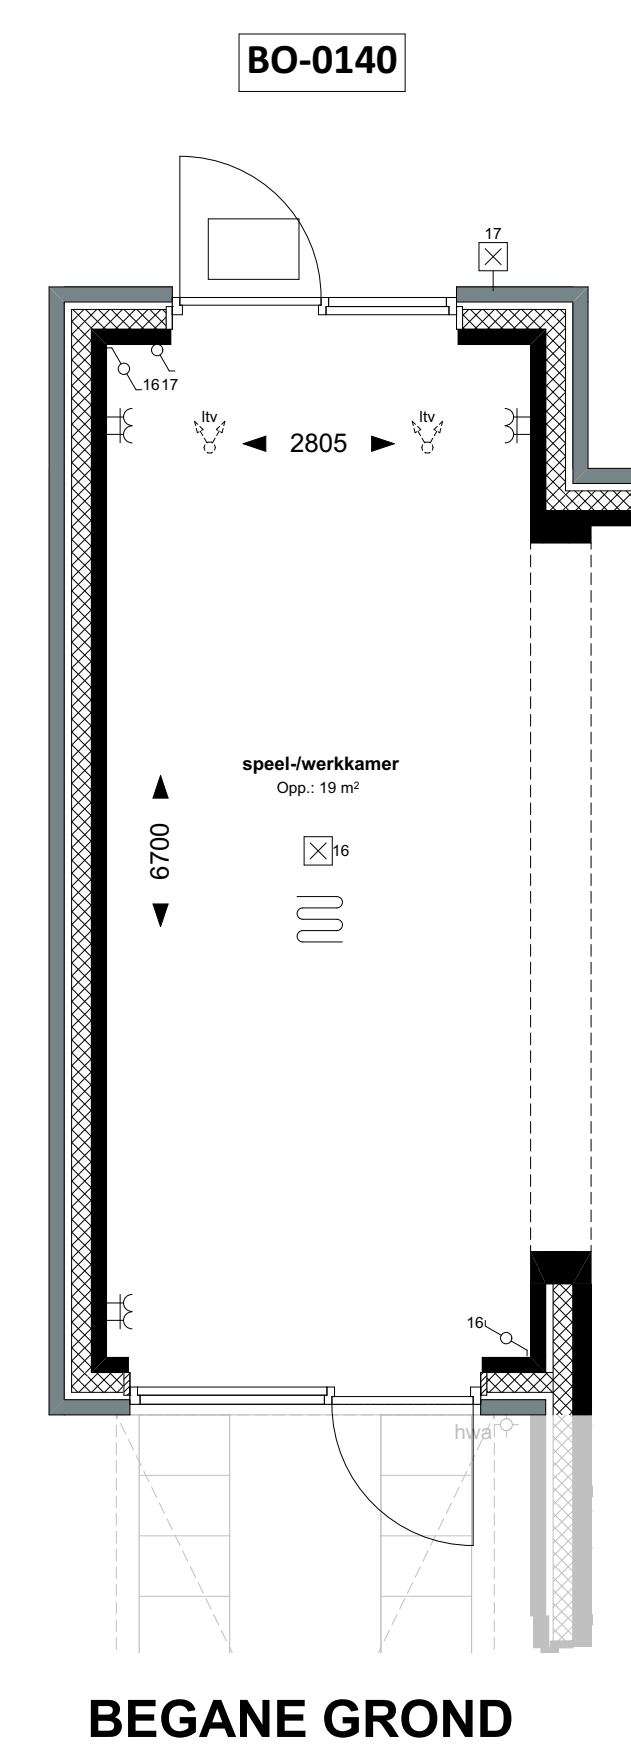 BO-0140
17
16 17
ltv
ltv
2805
speel-/werkkamer
Opp.: 19 m²
6700
16
16
hwa
BEGANE GROND